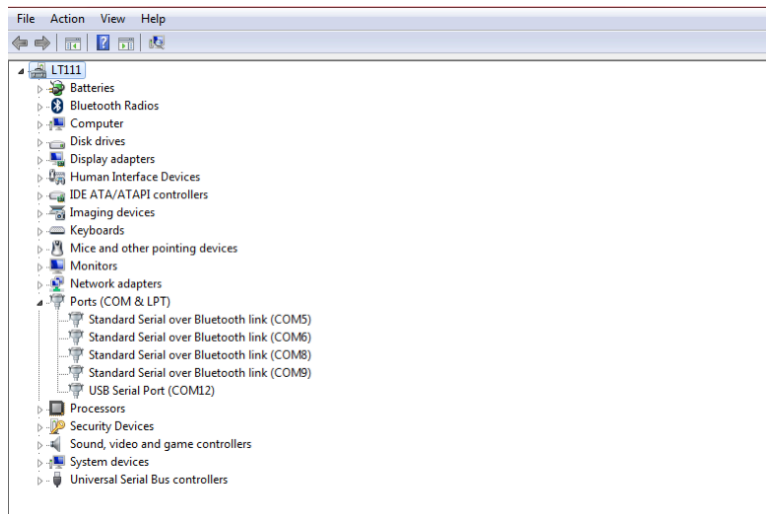 File Action View Help
LT111
Batteries
Bluetooth Radios
Computer
Disk drives
Display adapters
Human Interface Devices
IDE ATA/ATAPI controllers
Imaging devices
Keyboards
Mice and other pointing devices
Monitors
Network adapters
Ports (COM & LPT)
Standard Serial over Bluetooth link (COM5)
Standard Serial over Bluetooth link (COM6)
Standard Serial over Bluetooth link (COM8)
Standard Serial over Bluetooth link (COM9)
USB Serial Port (COM12)
Processors
Security Devices
Sound, video and game controllers
System devices
Universal Serial Bus controllers